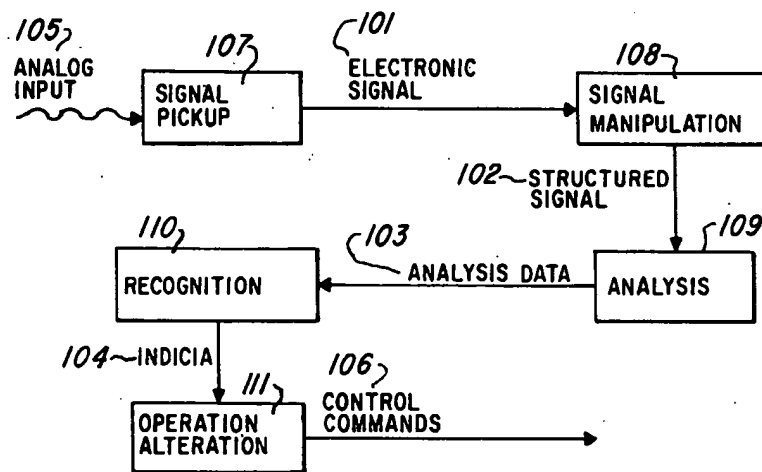 105
ANALOG
INPUT
107
SIGNAL
PICKUP
101
ELECTRONIC
SIGNAL
108
SIGNAL
MANIPULATION
102
STRUCTURED
SIGNAL
109
ANALYSIS
103
ANALYSIS DATA
110
RECOGNITION
104
INDICIA
111
OPERATION
ALTERATION
106
CONTROL
COMMANDS